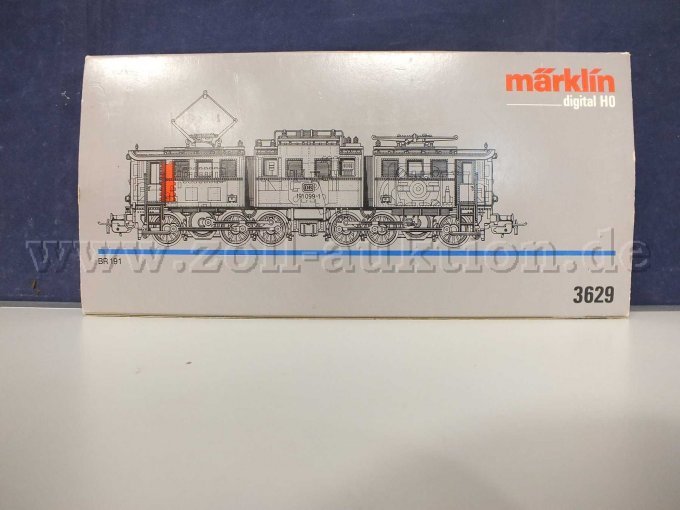 märklin
digital H0
DB
191 099-1
www.zoll-auktion.de
BR 191
3629